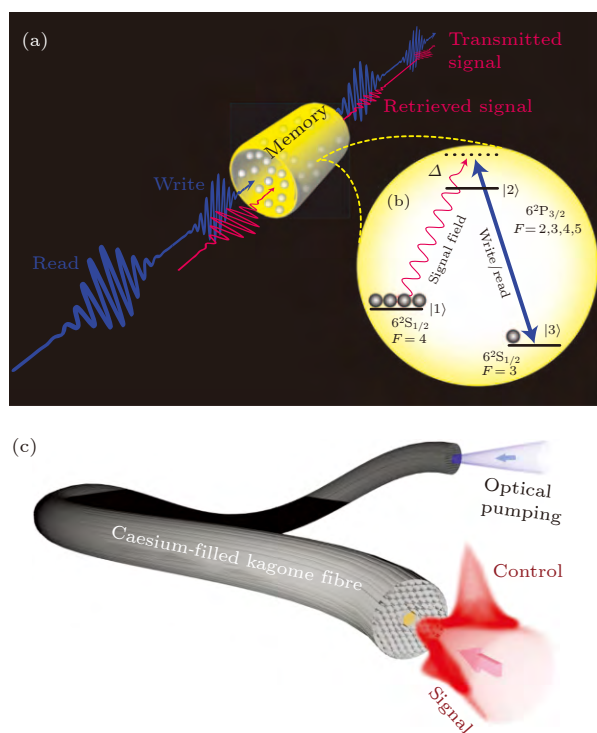 (a)
Transmitted
signal
Retrieved signal
Memory
Write
Read
(b)
Δ
|2⟩
6²P₃/₂
F = 2,3,4,5
Signal field
Write/read
|1⟩
6²S₁/₂
F = 4
|3⟩
6²S₁/₂
F = 3
(c)
Optical
pumping
Caesium-filled kagome fibre
Control
Signal